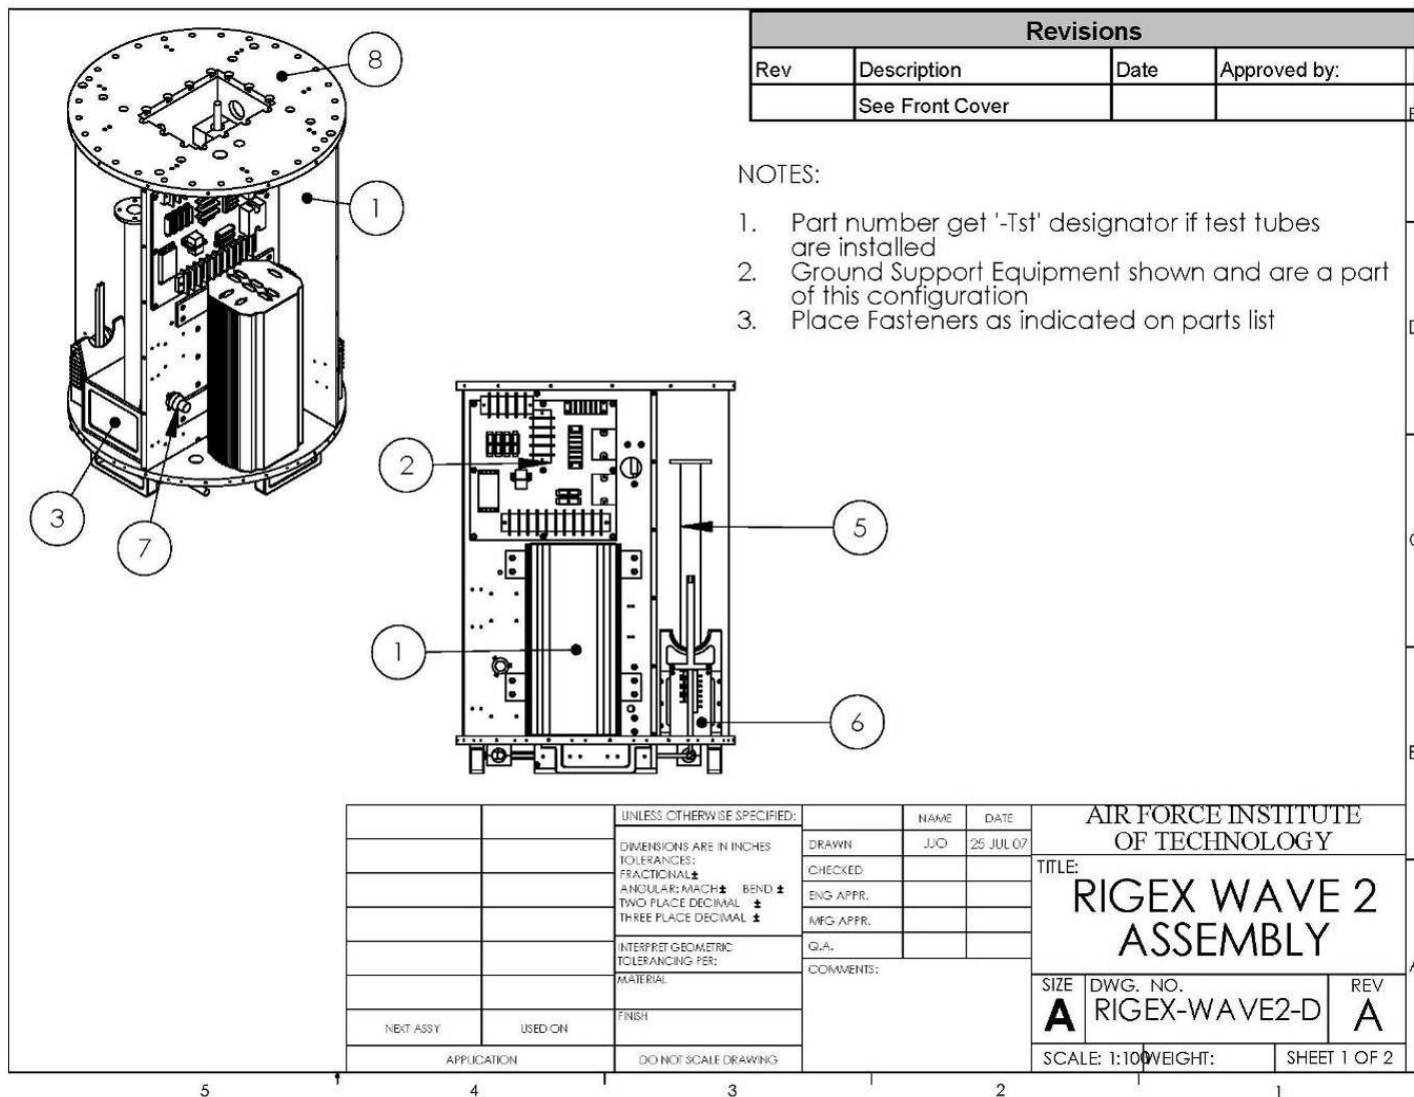 Revisions
Rev Description Date Approved by:
See Front Cover
NOTES:
1. Part number get '-Tst' designator if test tubes
are installed
2. Ground Support Equipment shown and are a part
of this configuration
3. Place Fasteners as indicated on parts list
8
1
3
7
2
5
1
6
UNLESS OTHERWISE SPECIFIED:
DIMENSIONS ARE IN INCHES
TOLERANCES:
FRACTIONAL±
ANGULAR: MACH± BEND ±
TWO PLACE DECIMAL ±
THREE PLACE DECIMAL ±
INTERPRET GEOMETRIC
TOLERANCING PER:
MATERIAL
FINISH
NEXT ASSY USED ON
APPLICATION DO NOT SCALE DRAWING
NAME DATE
DRAWN JJO 25 JUL 07
CHECKED
ENG APPR.
MFG APPR.
Q.A.
COMMENTS:
AIR FORCE INSTITUTE
OF TECHNOLOGY
TITLE:
RIGEX WAVE 2
ASSEMBLY
SIZE DWG. NO. REV
A RIGEX-WAVE2-D A
SCALE: 1:100 WEIGHT: SHEET 1 OF 2
5 4 3 2 1